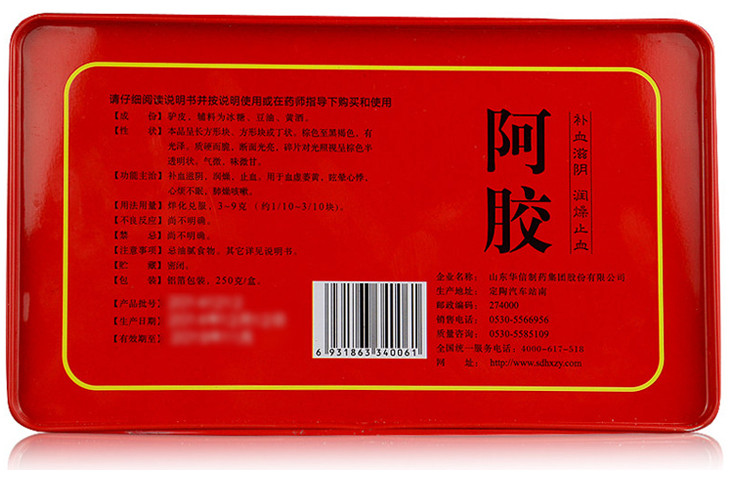 请仔细阅读说明书并按说明使用或在药师指导下购买和使用
【成　　份】驴皮，辅料为冰糖、豆油、黄酒。
【性　　状】本品呈长方形块、方形块或丁状。棕色至黑褐色，有
光泽。质硬而脆，断面光亮，碎片对光照视呈棕色半
透明状。气微，味微甘。
【功能主治】补血滋阴，润燥，止血。用于血虚萎黄，眩晕心悸，
心烦不眠，肺燥咳嗽。
【用法用量】烊化兑服，3~9克（约1/10~3/10块）。
【不良反应】尚不明确。
【禁　　忌】尚不明确。
【注意事项】忌油腻食物，其它详见说明书。
【贮　　藏】密闭。
【包　　装】铝箔包装，250克/盒。
【产品批号】
【生产日期】
【有效期至】
6 931863 340061
阿胶
补血滋阴 润燥止血
企业名称：山东华信制药集团股份有限公司
生产地址：定陶汽车站南
邮政编码：274000
销售电话：0530-5566956
质量咨询：0530-5585109
全国统一服务电话：4000-617-518
网　　址：http://www.sdhxzy.com